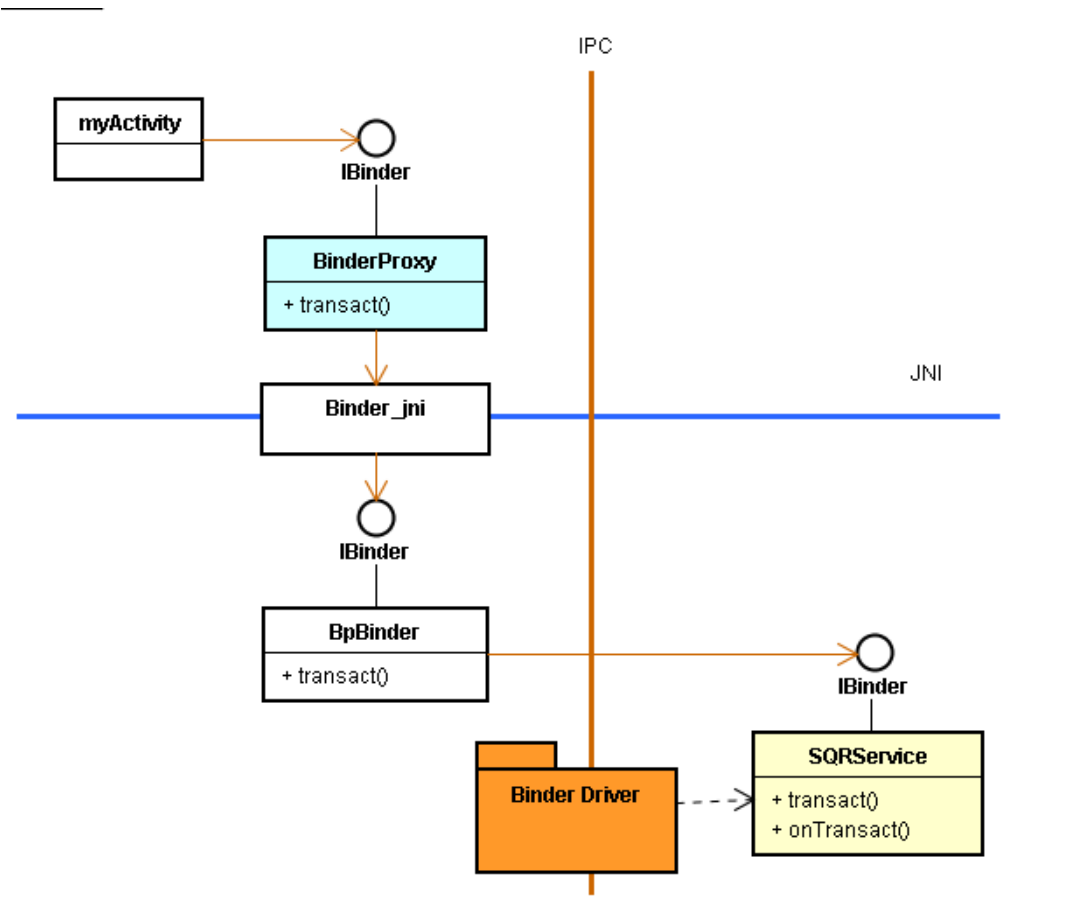 IPC
myActivity
IBinder
BinderProxy
+ transact()
JNI
Binder_jni
IBinder
BpBinder
+ transact()
IBinder
SQRService
Binder Driver
+ transact()
+ onTransact()